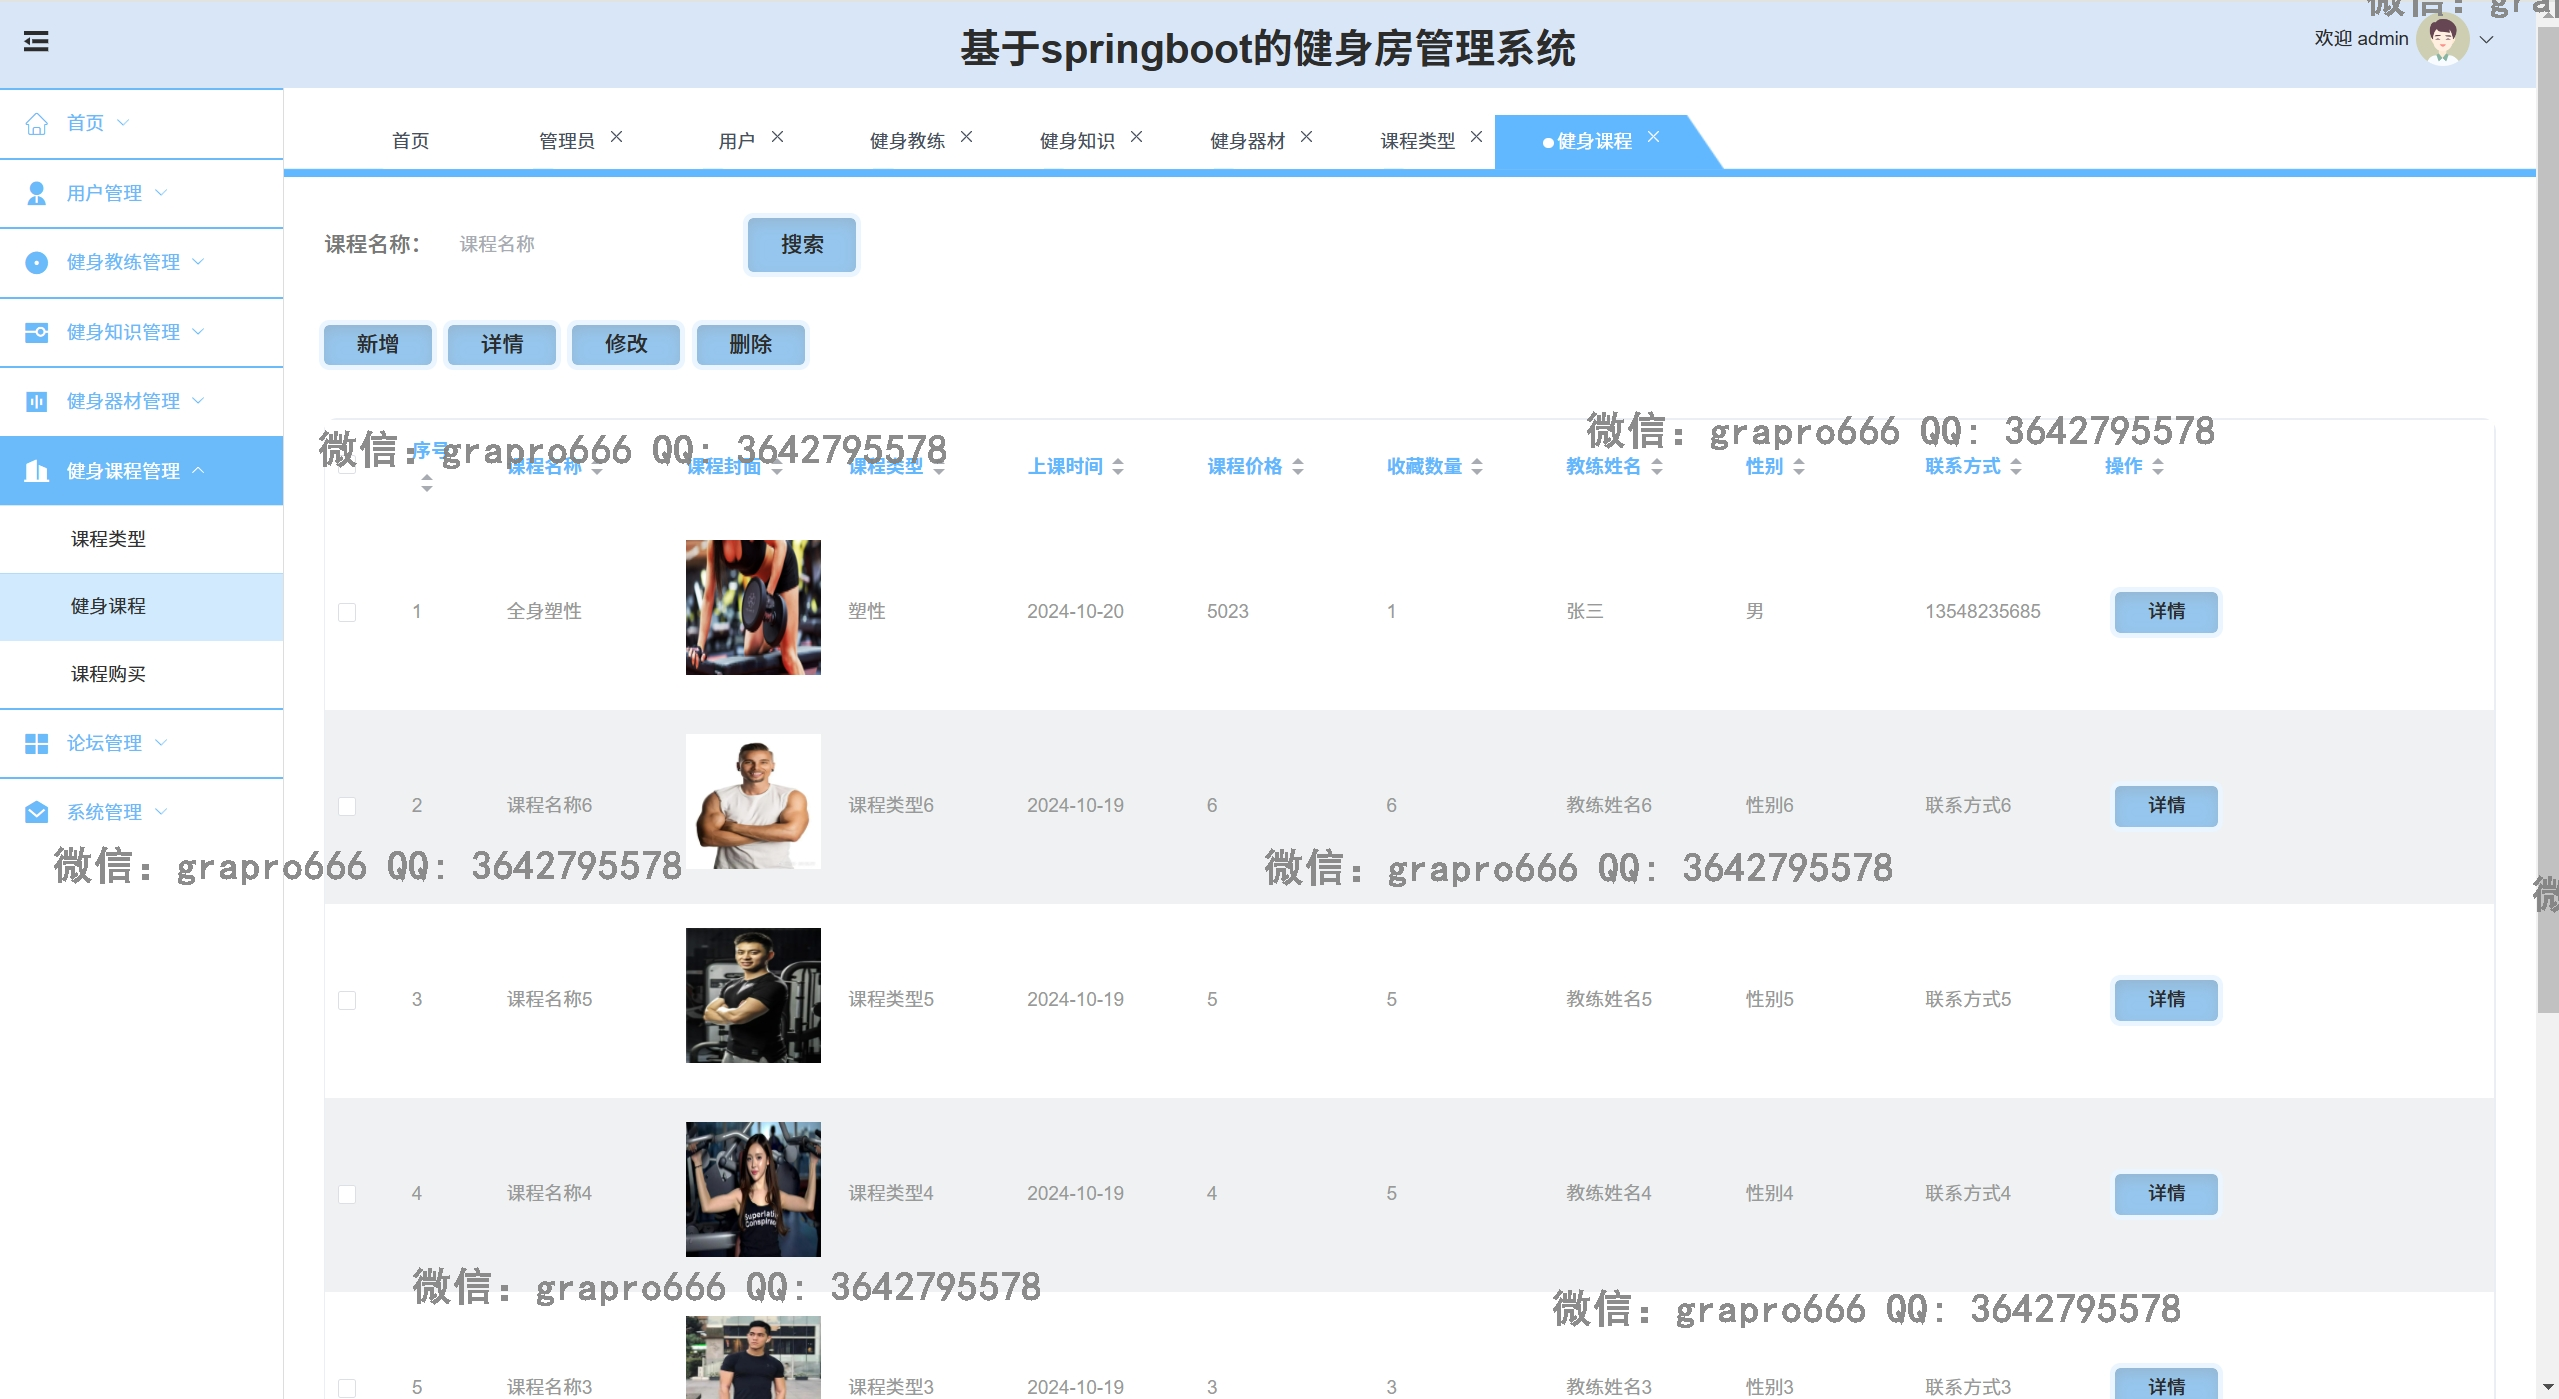 微信: gra
基于springboot的健身房管理系统
欢迎 admin
首页
用户管理
健身教练管理
健身知识管理
健身器材管理
健身课程管理
课程类型
健身课程
课程购买
论坛管理
系统管理
首页 管理员 用户 健身教练 健身知识 健身器材 课程类型 健身课程
课程名称: 课程名称 搜索
新增 详情 修改 删除
微信: grapro666 QQ: 3642795578
微信: grapro666 QQ: 3642795578
序号 课程名称 课程封面 课程类型 上课时间 课程价格 收藏数量 教练姓名 性别 联系方式 操作
1 全身塑性 塑性 2024-10-20 5023 1 张三 男 13548235685 详情
2 课程名称6 课程类型6 2024-10-19 6 6 教练姓名6 性别6 联系方式6 详情
微信: grapro666 QQ: 3642795578
微信: grapro666 QQ: 3642795578
微
3 课程名称5 课程类型5 2024-10-19 5 5 教练姓名5 性别5 联系方式5 详情
4 课程名称4 课程类型4 2024-10-19 4 5 教练姓名4 性别4 联系方式4 详情
微信: grapro666 QQ: 3642795578
微信: grapro666 QQ: 3642795578
5 课程名称3 课程类型3 2024-10-19 3 3 教练姓名3 性别3 联系方式3 详情